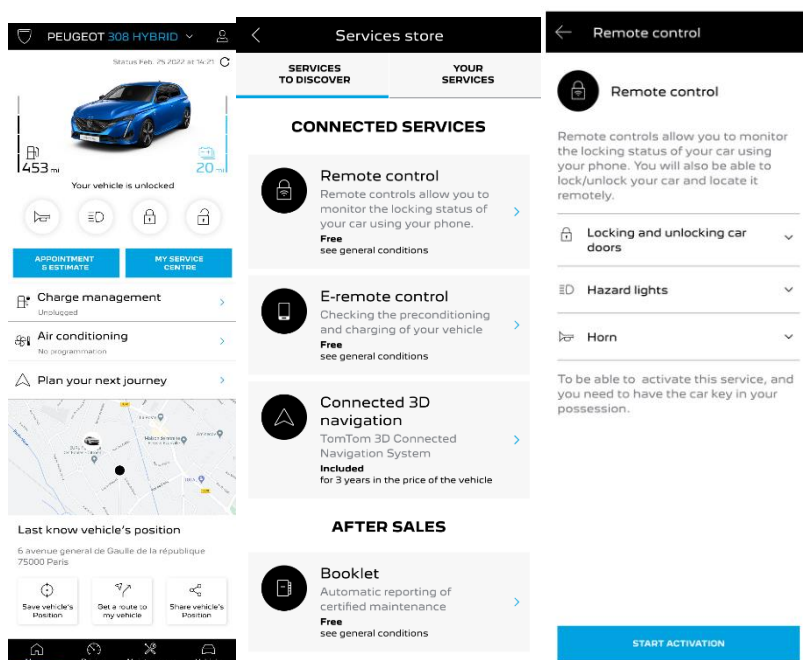 PEUGEOT 308 HYBRID
Status Feb. 25 2022 at 14:21
453 mi
20 mi
Your vehicle is unlocked
APPOINTMENT
& ESTIMATE
MY SERVICE
CENTRE
Charge management
Unplugged
Air conditioning
No programmation
Plan your next journey
Last know vehicle's position
6 avenue general de Gaulle de la république
75000 Paris
Save vehicle's
Position
Get a route to
my vehicle
Share vehicle's
Position
Services store
SERVICES
TO DISCOVER
YOUR
SERVICES
CONNECTED SERVICES
Remote control
Remote controls allow you to
monitor the locking status of
your car using your phone.
Free
see general conditions
E-remote control
Checking the preconditioning
and charging of your vehicle
Free
see general conditions
Connected 3D
navigation
TomTom 3D Connected
Navigation System
Included
for 3 years in the price of the vehicle
AFTER SALES
Booklet
Automatic reporting of
certified maintenance
Free
see general conditions
Remote control
Remote control
Remote controls allow you to monitor
the locking status of your car using
your phone. You will also be able to
lock/unlock your car and locate it
remotely.
Locking and unlocking car
doors
Hazard lights
Horn
To be able to activate this service, and
you need to have the car key in your
possession.
START ACTIVATION